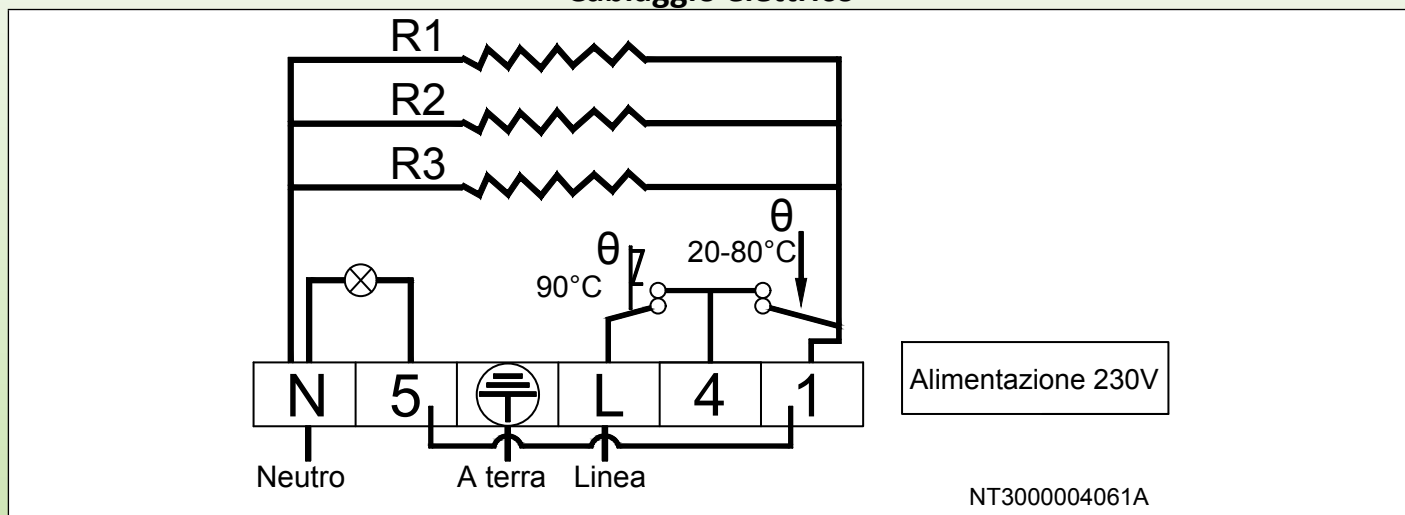 R1
R2
R3
θ
20-80°C
θ
90°C
N 5 L 4 1
Alimentazione 230V
Neutro A terra Linea
NT3000004061A